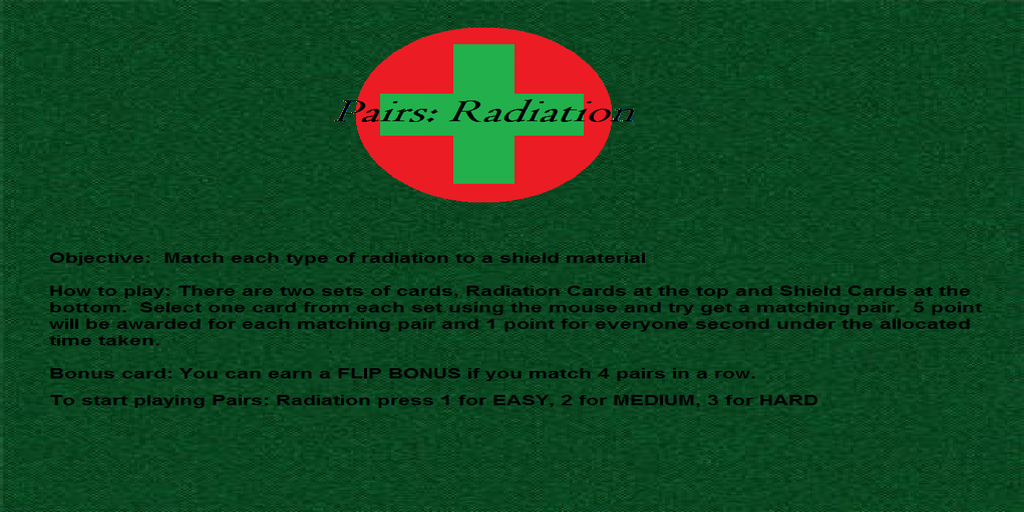 Pairs: Radiation
Objective:  Match each type of radiation to a shield material
How to play: There are two sets of cards, Radiation Cards at the top and Shield Cards at the
bottom.  Select one card from each set using the mouse and try get a matching pair.  5 point
will be awarded for each matching pair and 1 point for everyone second under the allocated
time taken.
Bonus card: You can earn a FLIP BONUS if you match 4 pairs in a row.
To start playing Pairs: Radiation press 1 for EASY, 2 for MEDIUM, 3 for HARD